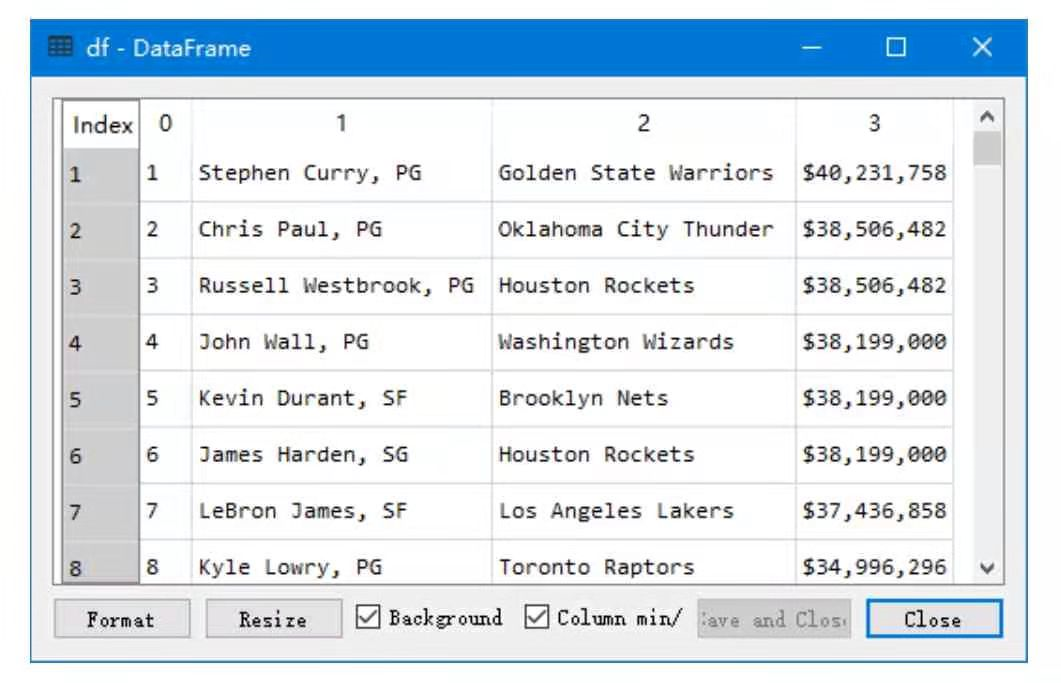 df - DataFrame
Index 0 1 2 3
1 1 Stephen Curry, PG Golden State Warriors $40,231,758
2 2 Chris Paul, PG Oklahoma City Thunder $38,506,482
3 3 Russell Westbrook, PG Houston Rockets $38,506,482
4 4 John Wall, PG Washington Wizards $38,199,000
5 5 Kevin Durant, SF Brooklyn Nets $38,199,000
6 6 James Harden, SG Houston Rockets $38,199,000
7 7 LeBron James, SF Los Angeles Lakers $37,436,858
8 8 Kyle Lowry, PG Toronto Raptors $34,996,296
Format Resize Background Column min/ and Close